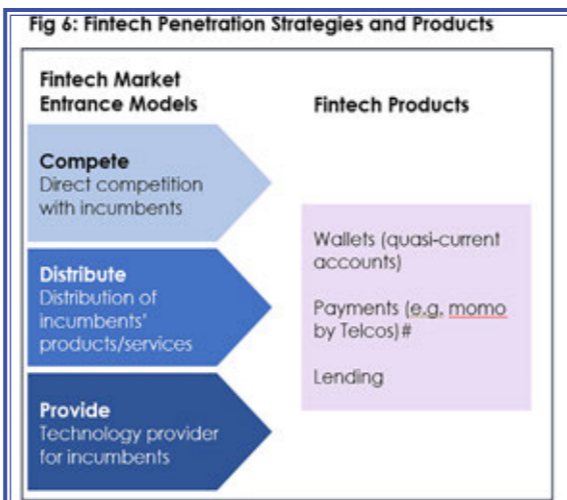 Fig 6: Fintech Penetration Strategies and Products
Fintech Market
Entrance Models
Fintech Products
Compete
Direct competition
with incumbents
Distribute
Distribution of
incumbents'
products/services
Provide
Technology provider
for incumbents
Wallets (quasi-current
accounts)
Payments (e.g. momo
by Telcos)#
Lending